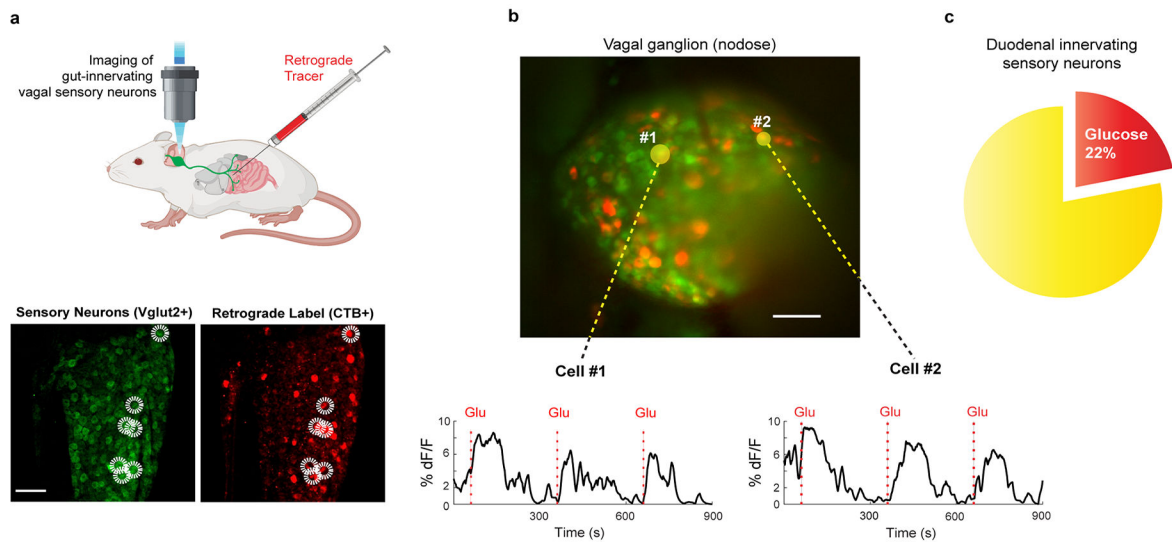 a
Imaging of
gut-innervating
vagal sensory neurons
Retrograde
Tracer
Sensory Neurons (Vglut2+)
Retrograde Label (CTB+)
b
Vagal ganglion (nodose)
#1
#2
Cell #1
Cell #2
Glu
Glu
Glu
% dF/F
10
6
2
0
300
600
900
Time (s)
Glu
Glu
Glu
% dF/F
10
6
2
0
300
600
900
Time (s)
c
Duodenal innervating
sensory neurons
Glucose
22%